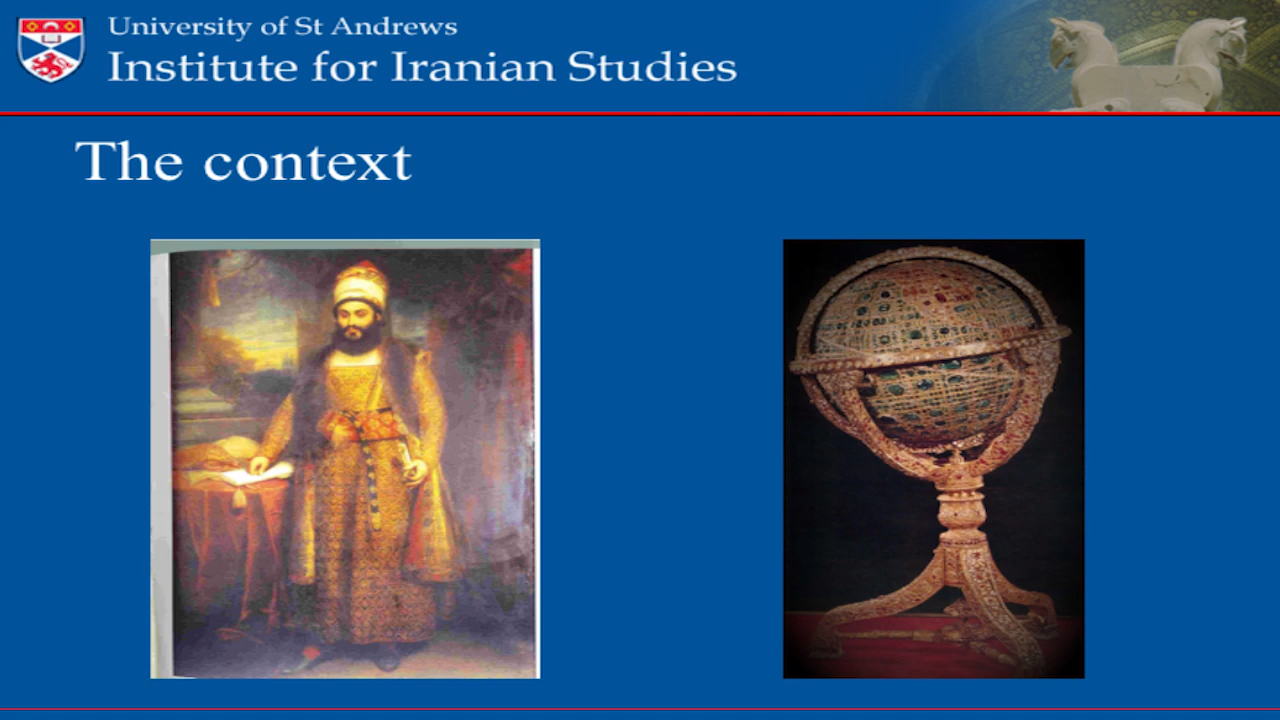 University of St Andrews
Institute for Iranian Studies
The context